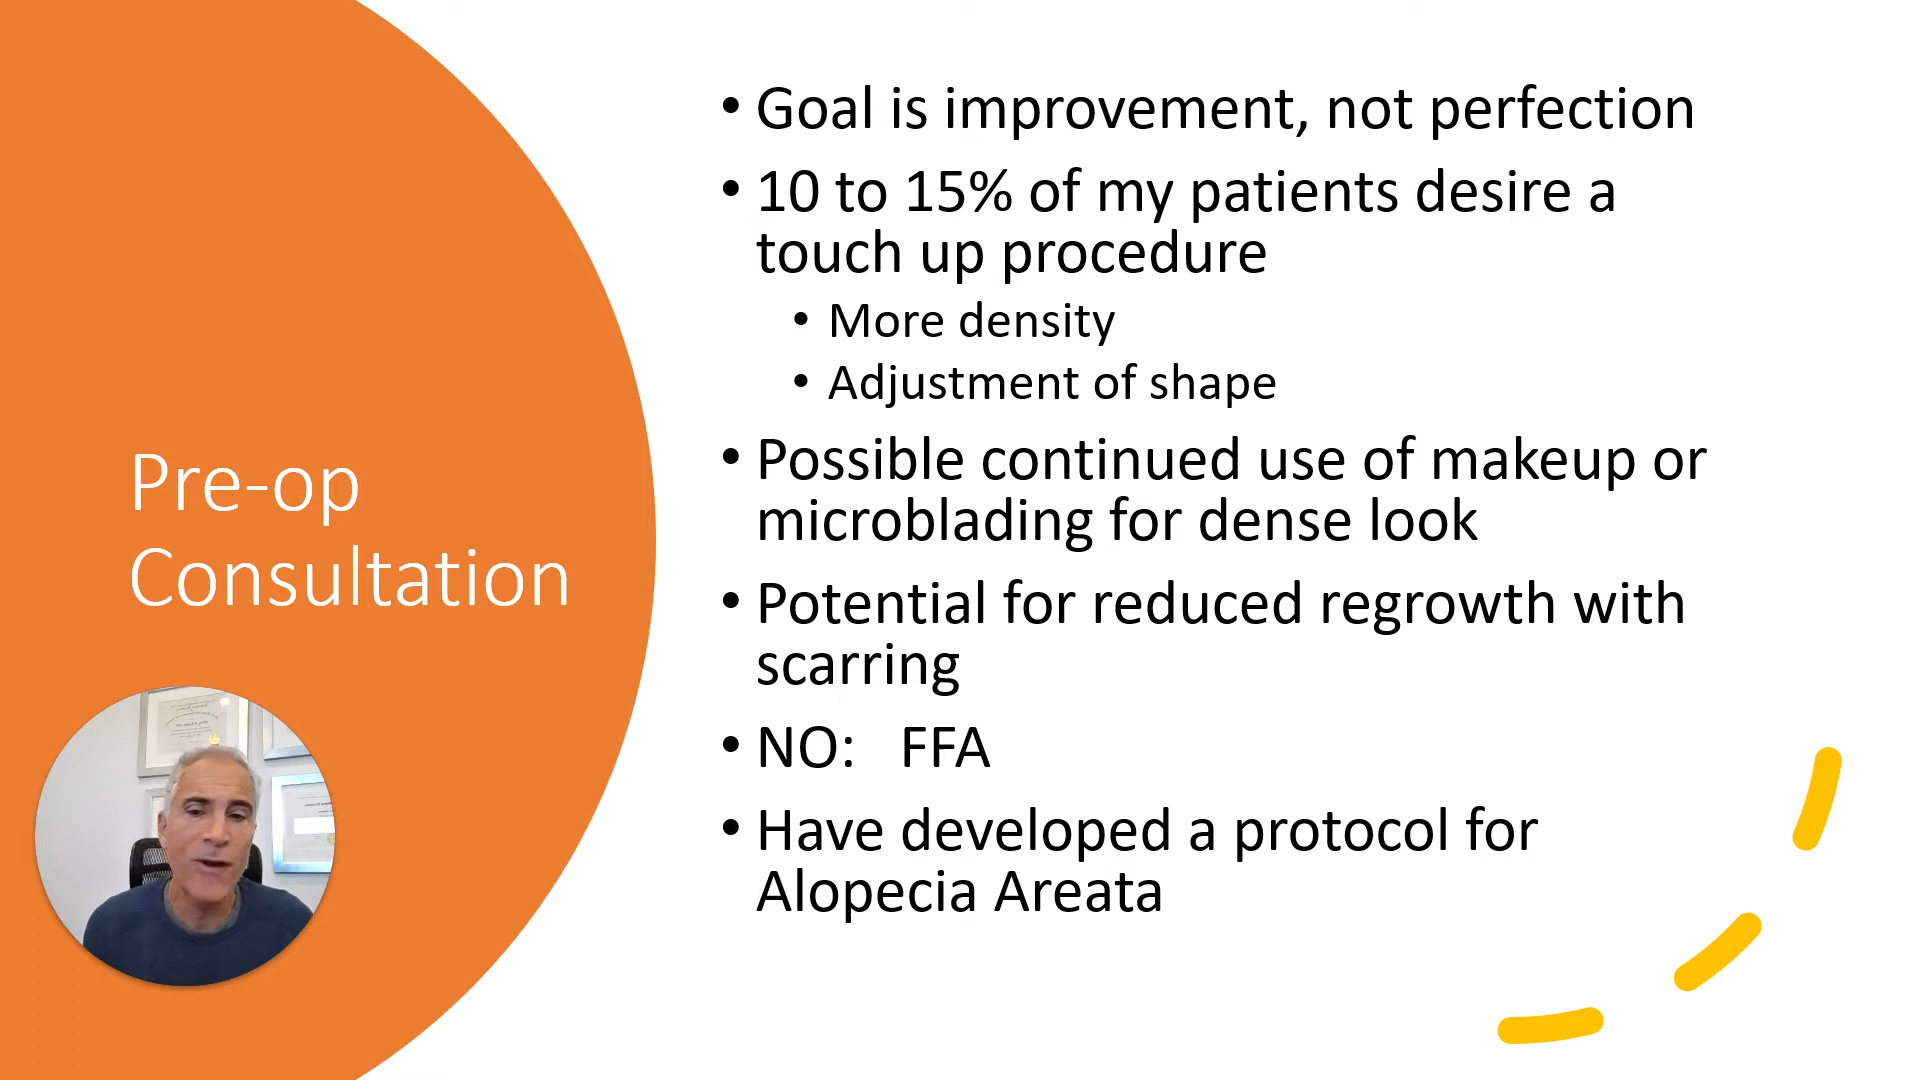 Pre-op
Consultation
• Goal is improvement, not perfection
• 10 to 15% of my patients desire a
touch up procedure
• More density
• Adjustment of shape
• Possible continued use of makeup or
microblading for dense look
• Potential for reduced regrowth with
scarring
• NO: FFA
• Have developed a protocol for
Alopecia Areata